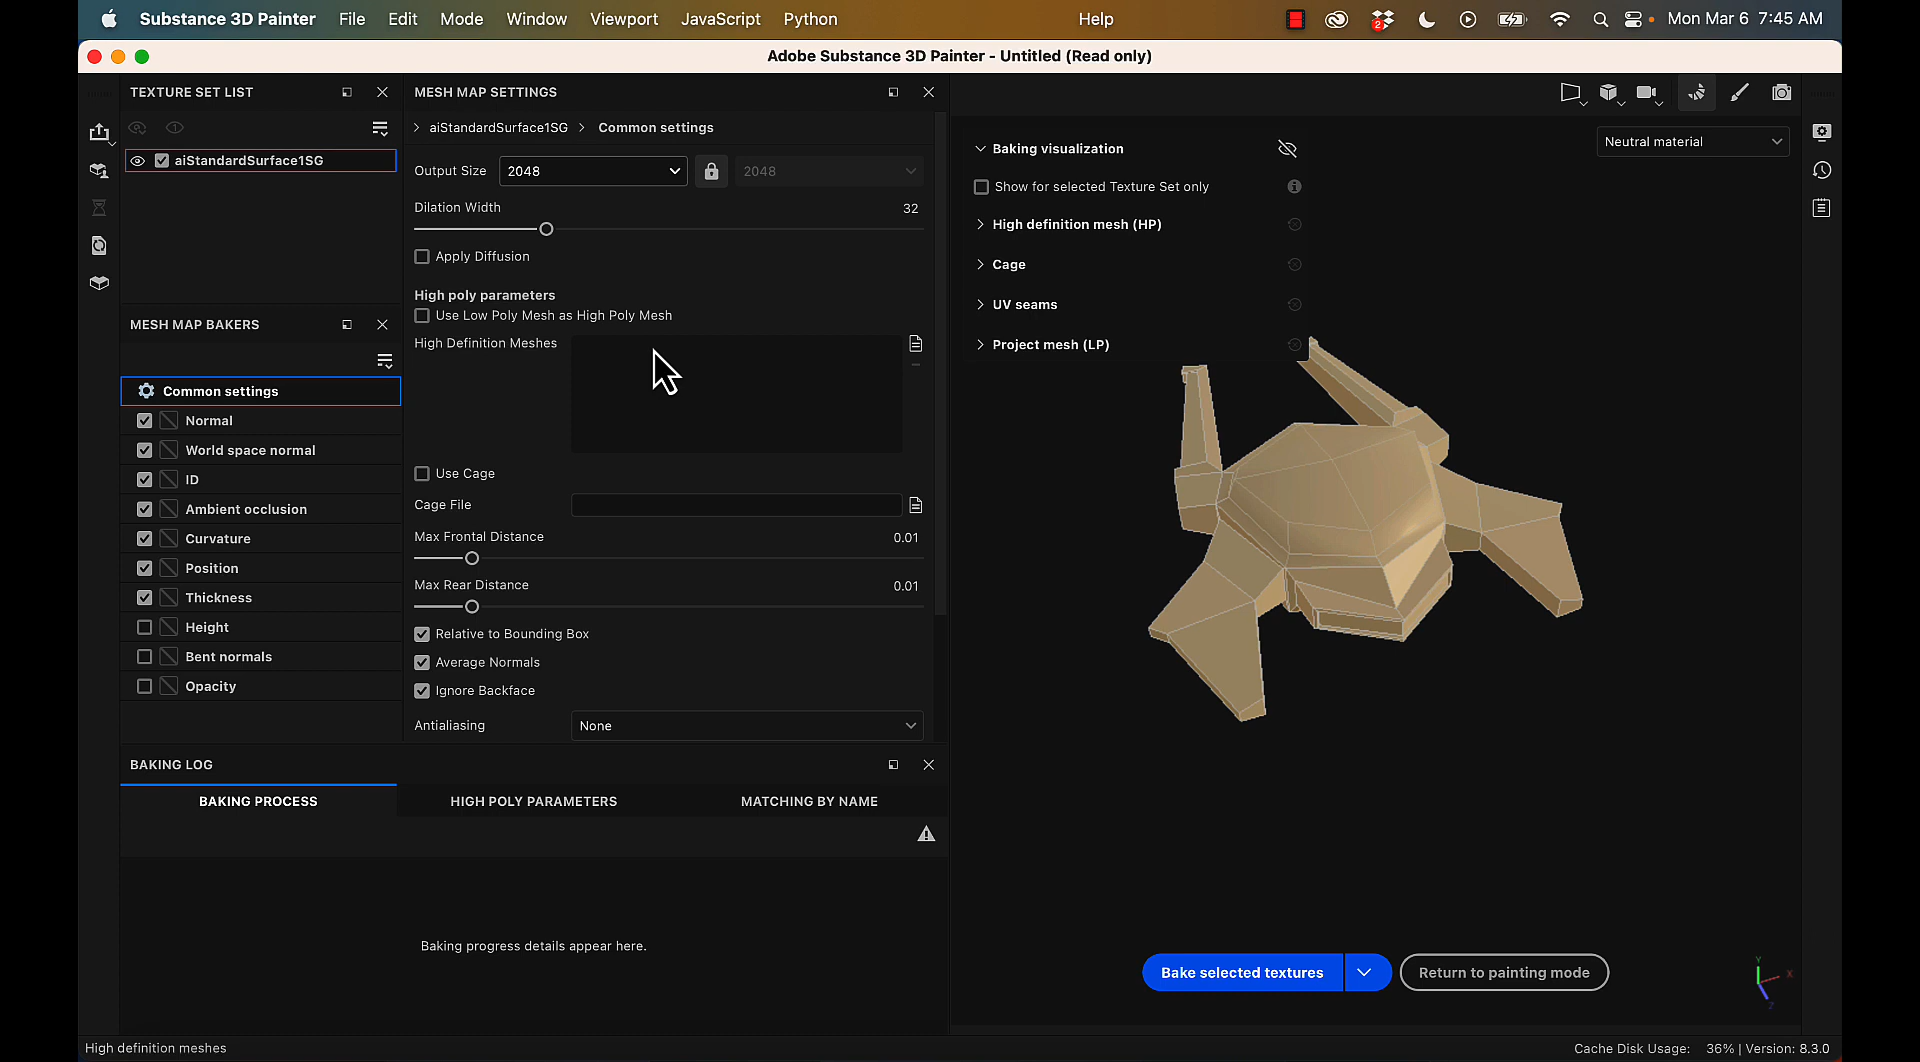 Substance 3D Painter File Edit Mode Window Viewport JavaScript Python Help 2 Mon Mar 6 7:45 AM
Adobe Substance 3D Painter - Untitled (Read only)
TEXTURE SET LIST
aiStandardSurface1SG
MESH MAP BAKERS
Common settings
Normal
World space normal
ID
Ambient occlusion
Curvature
Position
Thickness
Height
Bent normals
Opacity
MESH MAP SETTINGS
aiStandardSurface1SG > Common settings
Output Size 2048 2048
Dilation Width 32
Apply Diffusion
High poly parameters
Use Low Poly Mesh as High Poly Mesh
High Definition Meshes
Use Cage
Cage File
Max Frontal Distance 0.01
Max Rear Distance 0.01
Relative to Bounding Box
Average Normals
Ignore Backface
Antialiasing None
BAKING LOG
BAKING PROCESS HIGH POLY PARAMETERS MATCHING BY NAME
Baking progress details appear here.
Baking visualization
Show for selected Texture Set only
High definition mesh (HP)
Cage
UV seams
Project mesh (LP)
Neutral material
Bake selected textures Return to painting mode
Y
X
Z
High definition meshes Cache Disk Usage: 36% | Version: 8.3.0